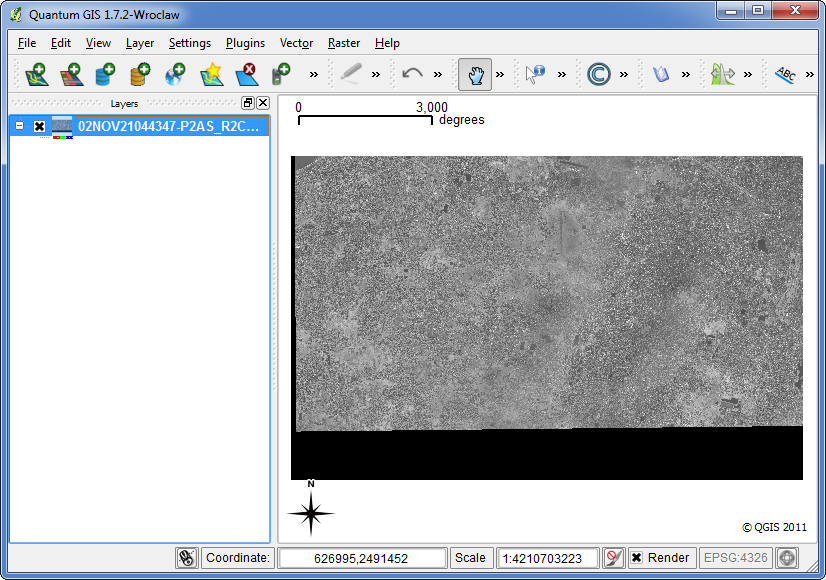 Quantum GIS 1.7.2-Wroclaw
File Edit View Layer Settings Plugins Vector Raster Help
ABC
Layers
02NOV21044347-P2AS_R2C...
0 3,000
degrees
N
© QGIS 2011
Coordinate: 626995,2491452 Scale 1:4210703223 Render EPSG:4326